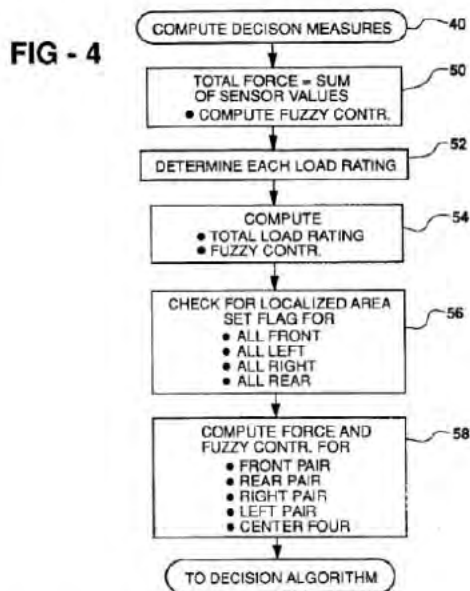 FIG - 4
COMPUTE DECISON MEASURES
40
TOTAL FORCE = SUM
OF SENSOR VALUES
• COMPUTE FUZZY CONTR.
50
DETERMINE EACH LOAD RATING
52
COMPUTE
• TOTAL LOAD RATING
• FUZZY CONTR.
54
CHECK FOR LOCALIZED AREA
SET FLAG FOR
• ALL FRONT
• ALL LEFT
• ALL RIGHT
• ALL REAR
56
COMPUTE FORCE AND
FUZZY CONTR. FOR
• FRONT PAIR
• REAR PAIR
• RIGHT PAIR
• LEFT PAIR
• CENTER FOUR
58
TO DECISION ALGORITHM